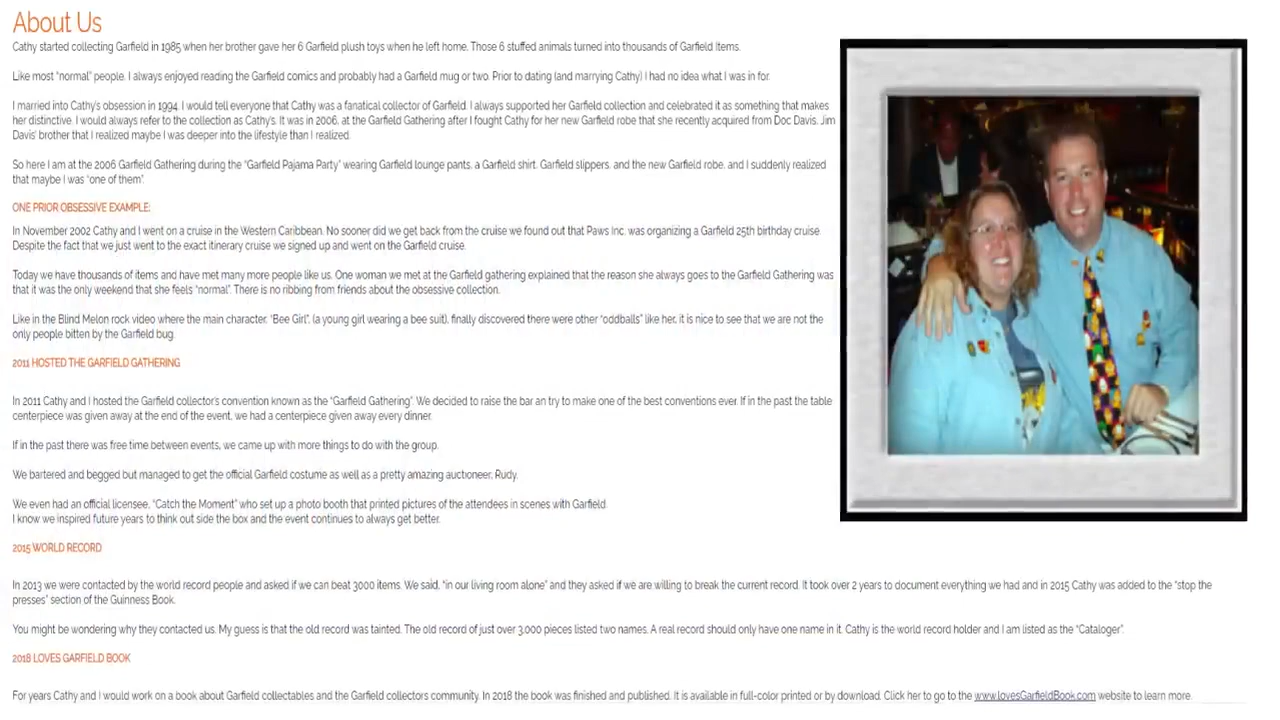 About Us
Cathy started collecting Garfield in 1985 when her brother gave her 6 Garfield plush toys when he left home. Those 6 stuffed animals turned into thousands of Garfield Items.
Like most "normal" people, I always enjoyed reading the Garfield comics and probably had a Garfield mug or two. Prior to dating (and marrying Cathy) I had no idea what I was in for.
I married into Cathy's obsession in 1994. I would tell everyone that Cathy was a fanatical collector of Garfield. I always supported her Garfield collection and celebrated it as something that makes
her distinctive. I would always refer to the collection as Cathy's. It was in 2006, at the Garfield Gathering after I fought Cathy for her new Garfield robe that she recently acquired from Doc Davis, Jim
Davis' brother that I realized maybe I was deeper into the lifestyle than I realized.
So here I am at the 2006 Garfield Gathering during the "Garfield Pajama Party" wearing Garfield lounge pants, a Garfield shirt, Garfield slippers, and the new Garfield robe, and I suddenly realized
that maybe I was "one of them".
ONE PRIOR OBSESSIVE EXAMPLE:
In November 2002 Cathy and I went on a cruise in the Western Caribbean. No sooner did we get back from the cruise we found out that Paws Inc. was organizing a Garfield 25th birthday cruise.
Despite the fact that we just went to the exact itinerary cruise we signed up and went on the Garfield cruise.
Today we have thousands of items and have met many more people like us. One woman we met at the Garfield gathering explained that the reason she always goes to the Garfield Gathering was
that it was the only weekend that she feels "normal". There is no ribbing from friends about the obsessive collection.
Like in the Blind Melon rock video where the main character, 'Bee Girl", (a young girl wearing a bee suit), finally discovered there were other "oddballs" like her, it is nice to see that we are not the
only people bitten by the Garfield bug.
2011 HOSTED THE GARFIELD GATHERING
In 2011 Cathy and I hosted the Garfield collector's convention known as the "Garfield Gathering". We decided to raise the bar an try to make one of the best conventions ever. If in the past the table
centerpiece was given away at the end of the event, we had a centerpiece given away every dinner.
If in the past there was free time between events, we came up with more things to do with the group.
We bartered and begged but managed to get the official Garfield costume as well as a pretty amazing auctioneer, Rudy.
We even had an official licensee, "Catch the Moment" who set up a photo booth that printed pictures of the attendees in scenes with Garfield
I know we inspired future years to think out side the box and the event continues to always get better.
2015 WORLD RECORD
In 2013 we were contacted by the world record people and asked if we can beat 3000 items. We said, "in our living room alone" and they asked if we are willing to break the current record. It took over 2 years to document everything we had and in 2015 Cathy was added to the "stop the
presses" section of the Guinness Book.
You might be wondering why they contacted us. My guess is that the old record was tainted. The old record of just over 3,000 pieces listed two names. A real record should only have one name in it. Cathy is the world record holder and I am listed as the "Cataloger".
2018 LOVES GARFIELD BOOK
For years Cathy and I would work on a book about Garfield collectables and the Garfield collectors community. In 2018 the book was finished and published. It is available in full-color printed or by download. Click her to go to the www.lovesGarfieldBook.com website to learn more.